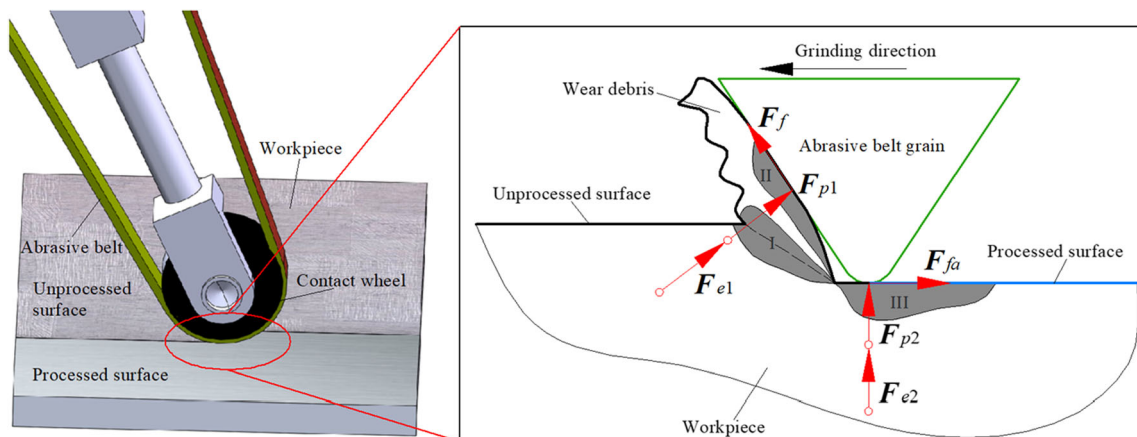 Workpiece
Abrasive belt
Unprocessed
surface
Contact wheel
Processed surface
Grinding direction
Wear debris
Ff
Abrasive belt grain
II
Fp1
Unprocessed surface
I
Fe1
Processed surface
Ffa
III
Fp2
Fe2
Workpiece